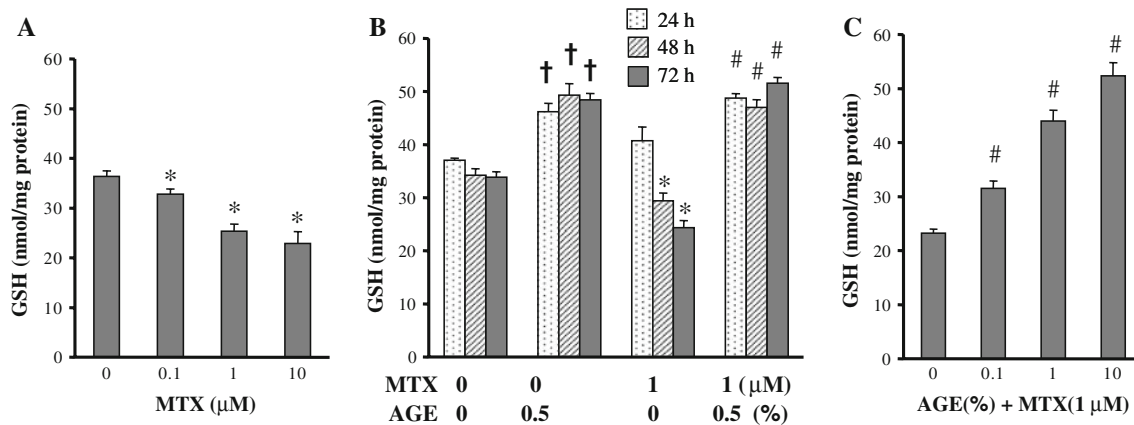 A
GSH (nmol/mg protein)
60
50
40
30
20
10
0
* * *
0 0.1 1 10
MTX (μM)
B
24 h
48 h
72 h
GSH (nmol/mg protein)
60
50
40
30
20
10
0
† † † * * # # #
MTX 0 0 1 1 (μM)
AGE 0 0.5 0 0.5 (%)
C
GSH (nmol/mg protein)
60
50
40
30
20
10
0
# # #
0 0.1 1 10
AGE(%) + MTX(1 μM)